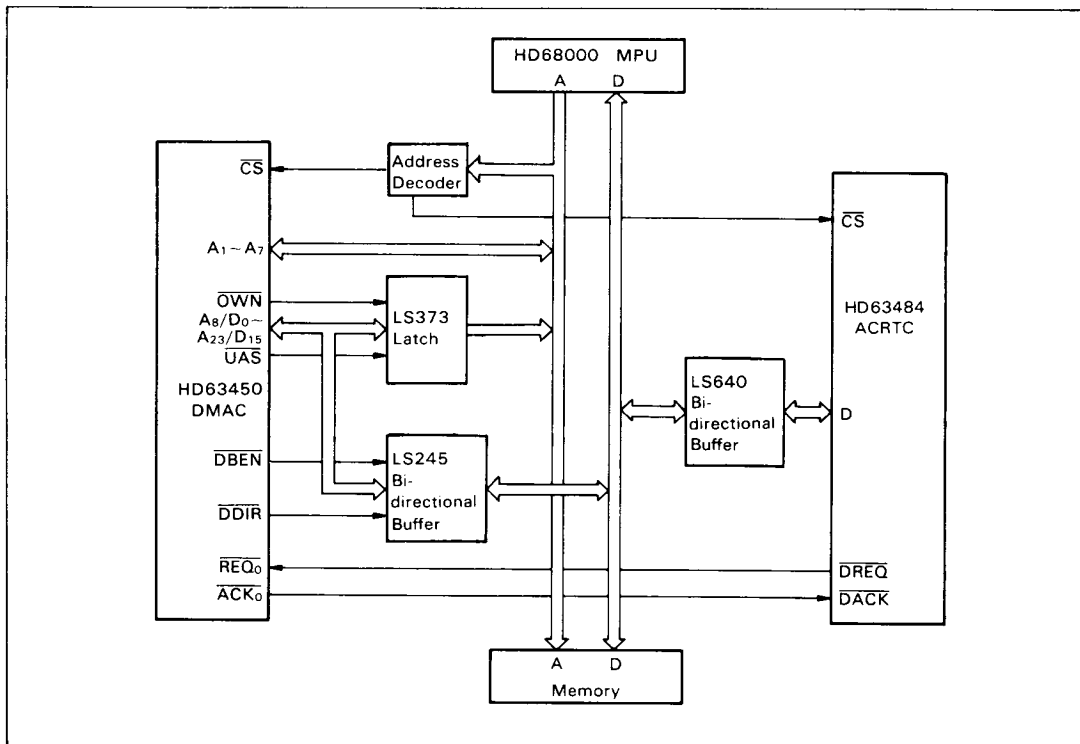 HD68000 MPU
A D
CS̅
Address
Decoder
CS̅
A₁~A₇
OWN̅
A₈/D₀~
A₂₃/D₁₅
UAS̅
LS373
Latch
HD63484
ACRTC
HD63450
DMAC
LS640
Bi-
directional
Buffer
D
DBEN̅
DDIR̅
LS245
Bi-
directional
Buffer
REQ₀̅
ACK₀̅
DREQ̅
DACK̅
A D
Memory